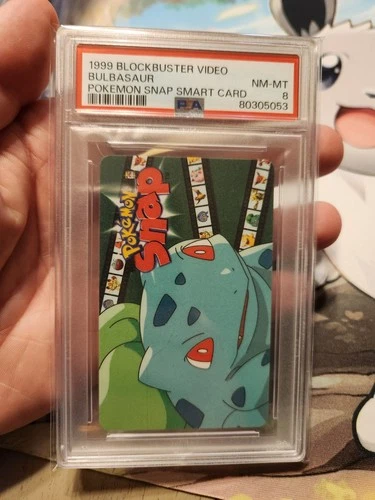 1999 BLOCKBUSTER VIDEO
BULBASAUR NM-MT
POKEMON SNAP SMART CARD 8
PSA 80305053
POKéMON
Snap